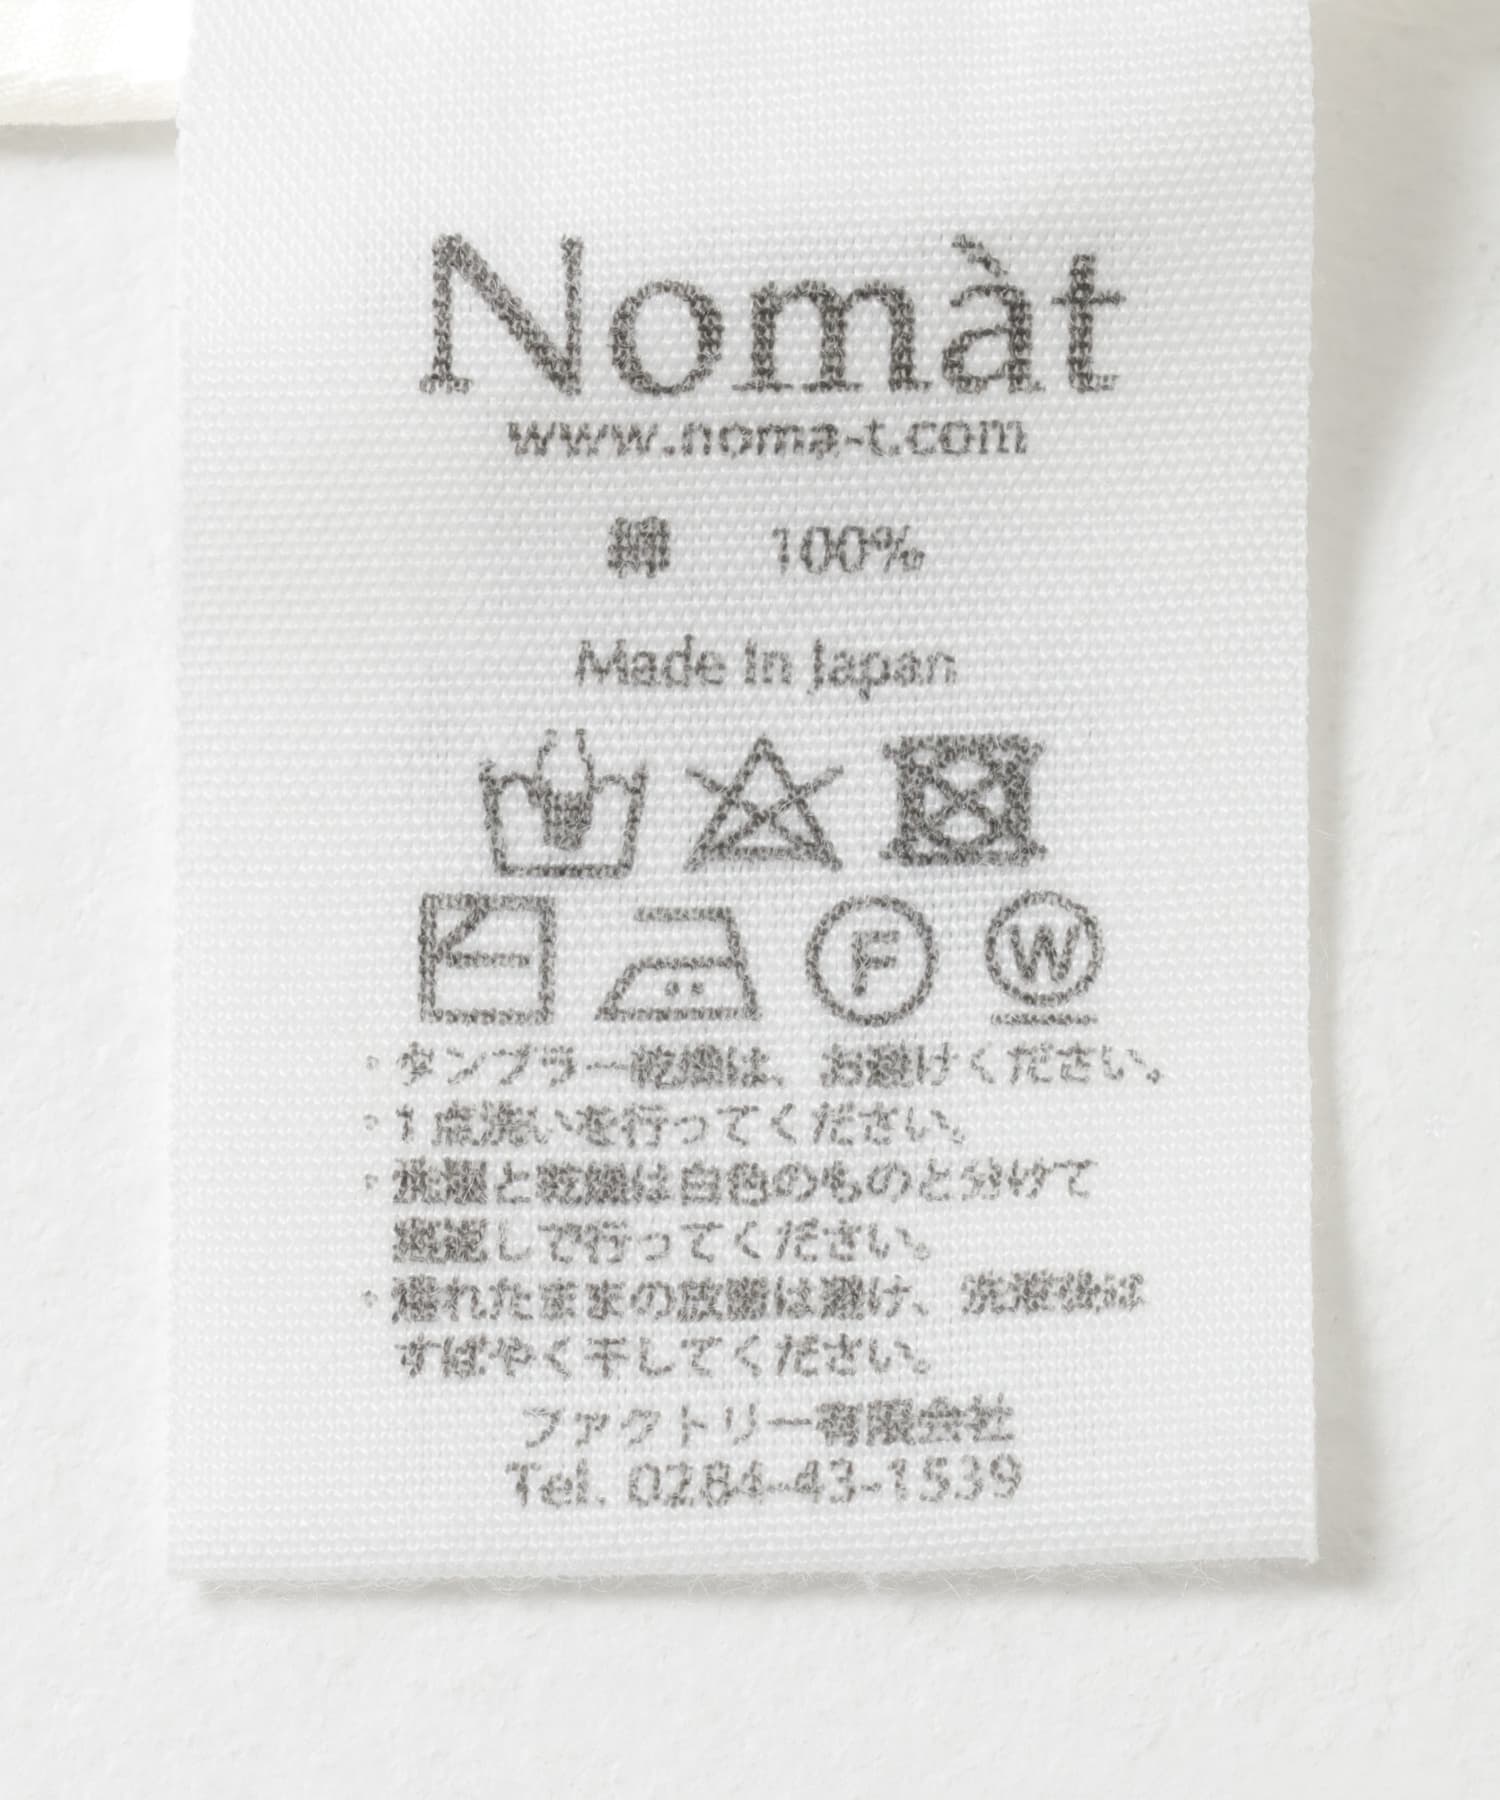 Nomàt
www.noma-t.com
綿 100%
Made in Japan
F W
・タンブラー乾燥は、お避けください。
・1点洗いを行ってください。
・洗濯と乾燥は白色のものと分けて
確認して行ってください。
・濡れたままの放置は避け、洗濯後は
すばやく干してください。
ファクトリー有限会社
Tel. 0284-43-1539